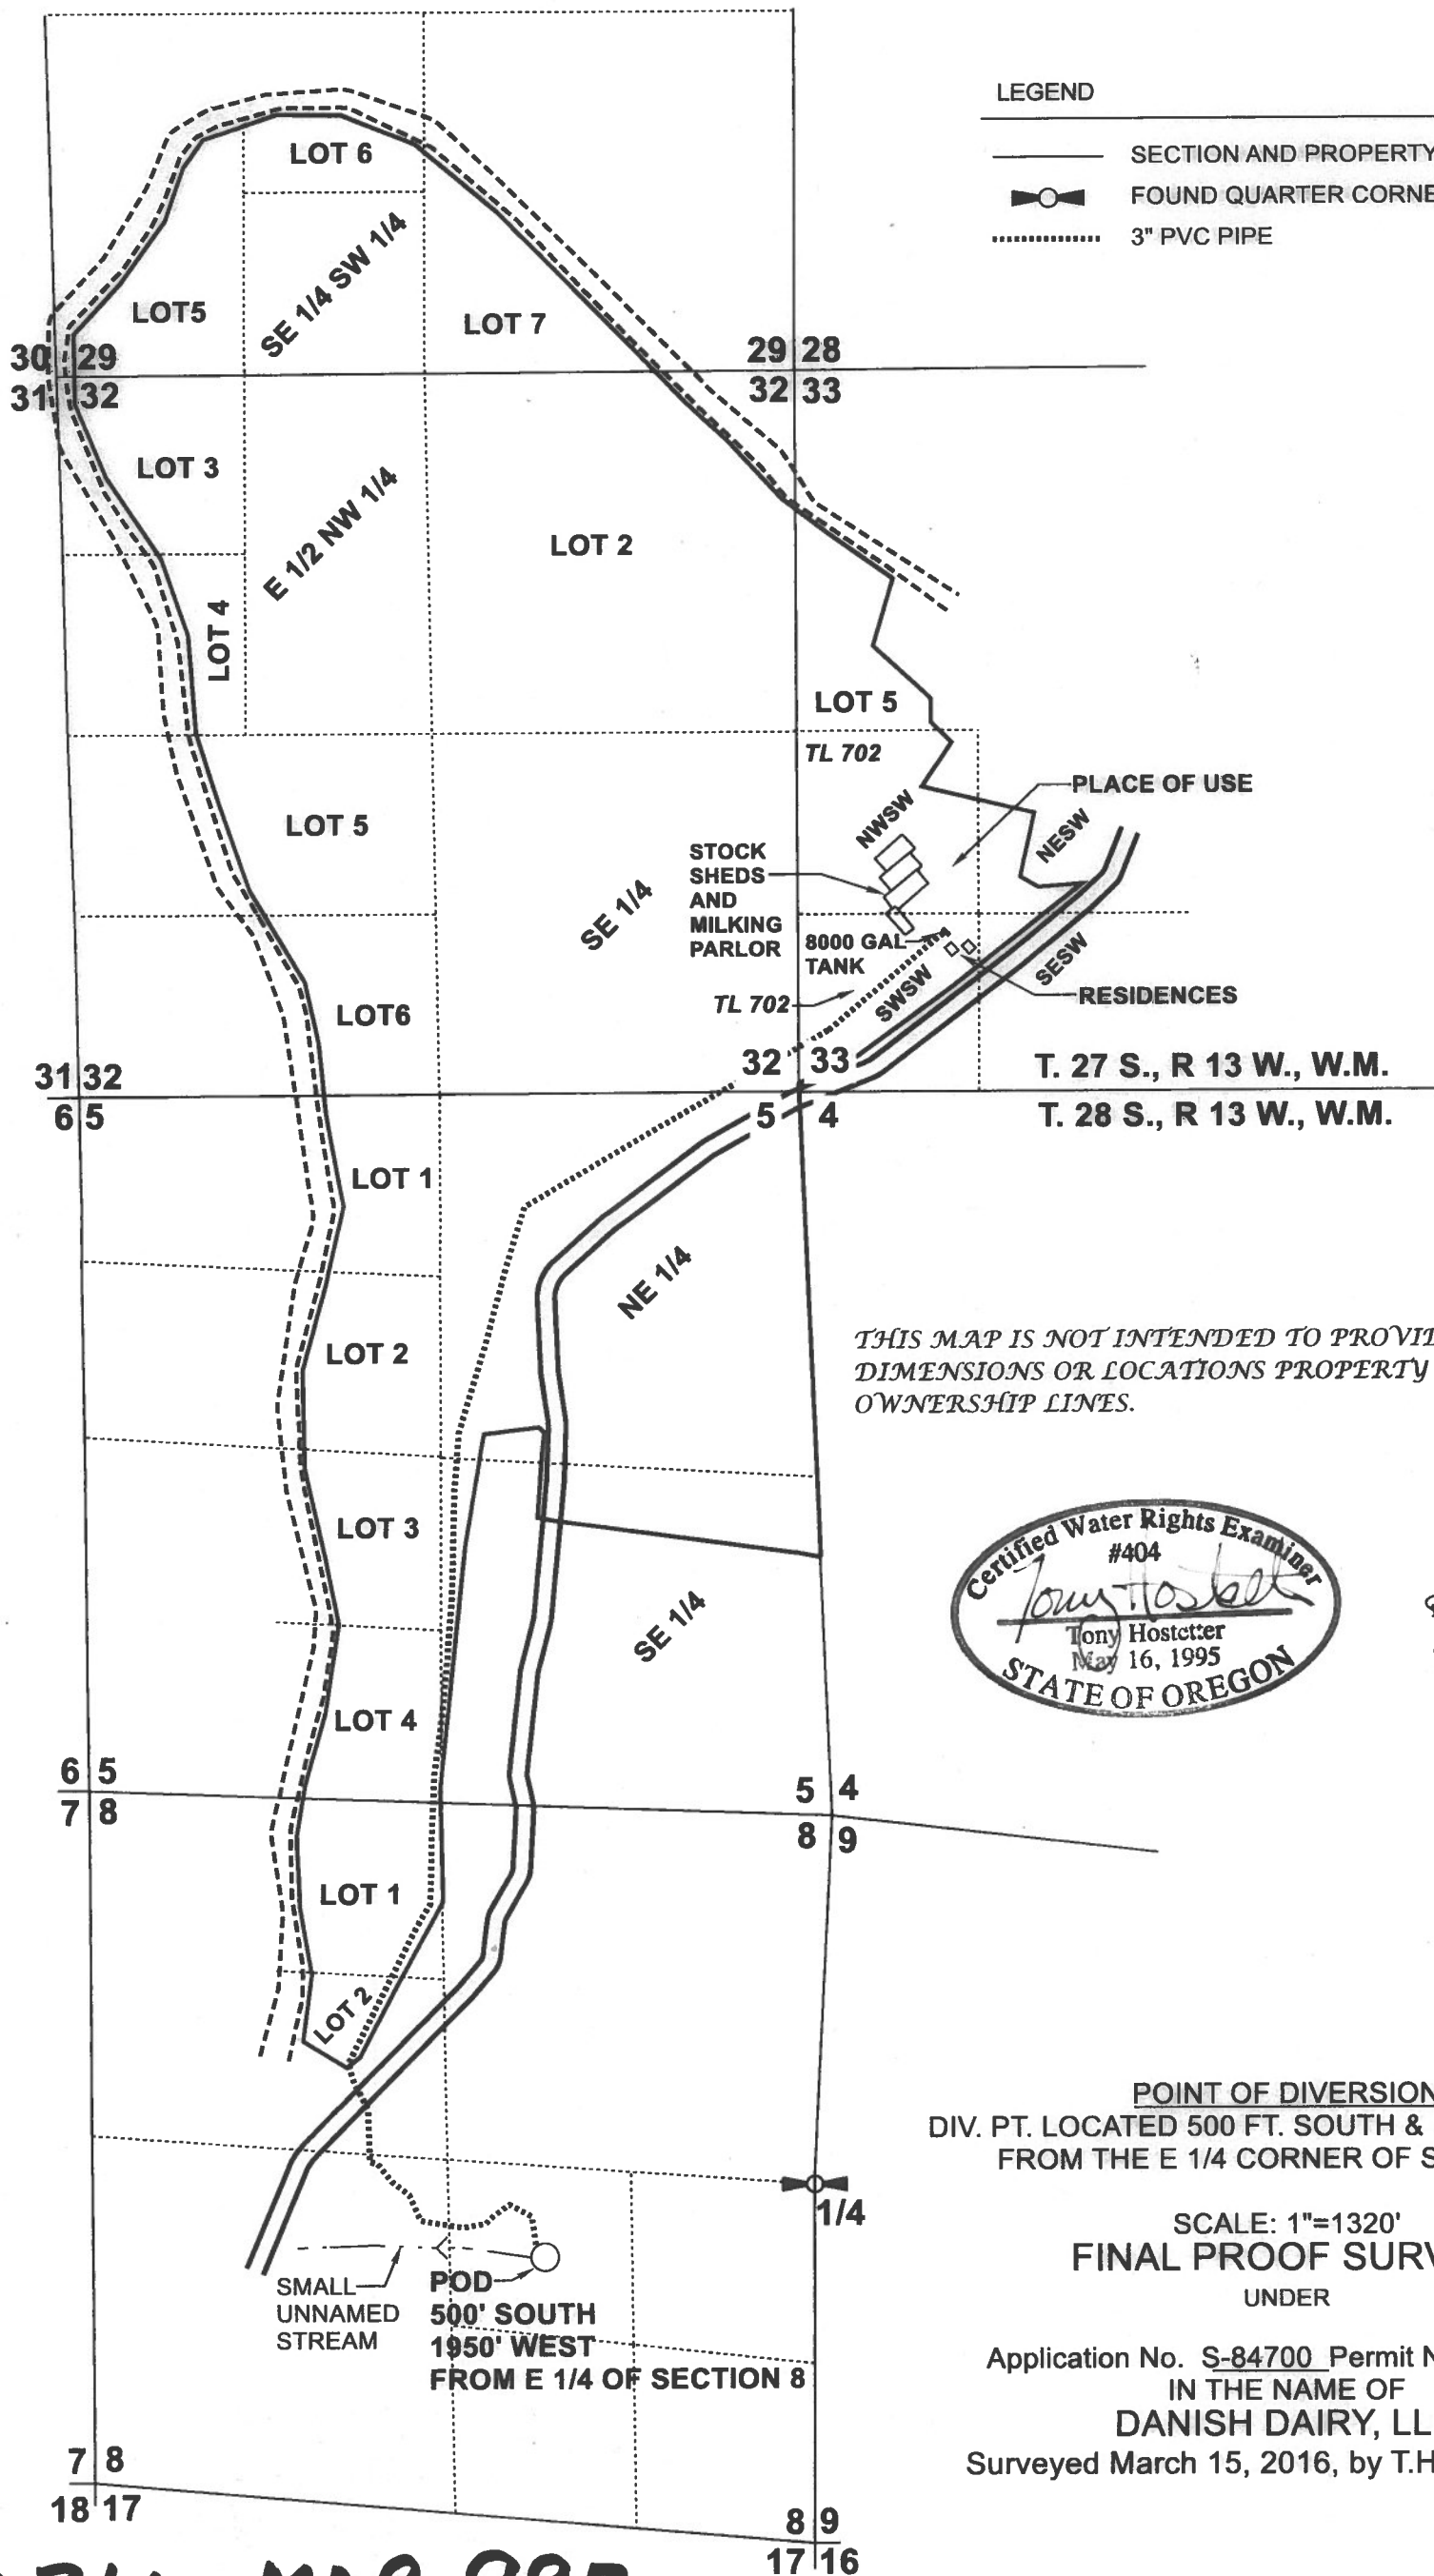 LEGEND
SECTION AND PROPERTY
FOUND QUARTER CORNE
3" PVC PIPE
LOT 6
SE 1/4 SW 1/4
LOT5
LOT 7
30 29
31 32
29 28
32 33
LOT 3
E 1/2 NW 1/4
LOT 2
LOT 4
LOT 5
TL 702
PLACE OF USE
NWSW
NESW
LOT 5
STOCK
SHEDS
AND
MILKING
PARLOR
SE 1/4
8000 GAL
TANK
SESW
SWSW
TL 702
RESIDENCES
LOT6
32 33
5 4
31 32
6 5
T. 27 S., R 13 W., W.M.
T. 28 S., R 13 W., W.M.
LOT 1
NE 1/4
LOT 2
THIS MAP IS NOT INTENDED TO PROVID
DIMENSIONS OR LOCATIONS PROPERTY
OWNERSHIP LINES.
LOT 3
Certified Water Rights Examiner
#404
Tony Hostetter
Tony Hostetter
May 16, 1995
STATE OF OREGON
SE 1/4
LOT 4
6 5
7 8
5 4
8 9
LOT 1
LOT 2
POINT OF DIVERSION
DIV. PT. LOCATED 500 FT. SOUTH &
FROM THE E 1/4 CORNER OF S
1/4
SCALE: 1"=1320'
FINAL PROOF SURV
UNDER
SMALL
UNNAMED
STREAM
POD
500' SOUTH
1950' WEST
FROM E 1/4 OF SECTION 8
Application No. S-84700 Permit N
IN THE NAME OF
DANISH DAIRY, LL
Surveyed March 15, 2016, by T.H
7 8
18 17
8 9
17 16